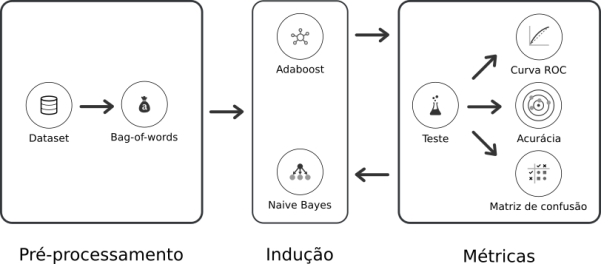 Dataset
Bag-of-words
Adaboost
Naive Bayes
Teste
Curva ROC
Acurácia
Matriz de confusão
Pré-processamento
Indução
Métricas